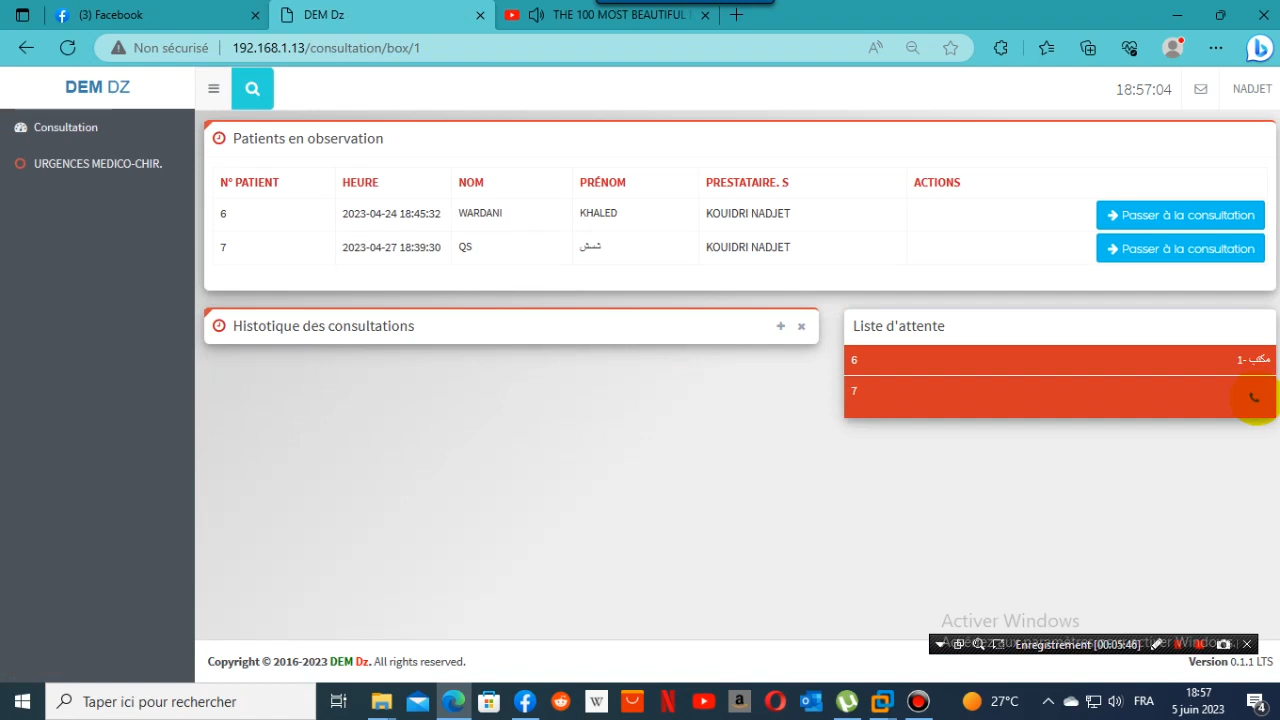 (3) Facebook
DEM Dz
THE 100 MOST BEAUTIFUL
Non sécurisé
192.168.1.13/consultation/box/1
DEM DZ
18:57:04
NADJET
Consultation
URGENCES MEDICO-CHIR.
Patients en observation
N° PATIENT HEURE NOM PRÉNOM PRESTATAIRE. S ACTIONS
6 2023-04-24 18:45:32 WARDANI KHALED KOUIDRI NADJET Passer à la consultation
7 2023-04-27 18:39:30 QS KOUIDRI NADJET Passer à la consultation
Histotique des consultations
Liste d'attente
6 مكتب -1
7
Activer Windows
Enregistrement [00:05:46]
Copyright © 2016-2023 DEM Dz. All rights reserved.
Version 0.1.1 LTS
Taper ici pour rechercher
27°C
FRA
18:57
5 juin 2023
4